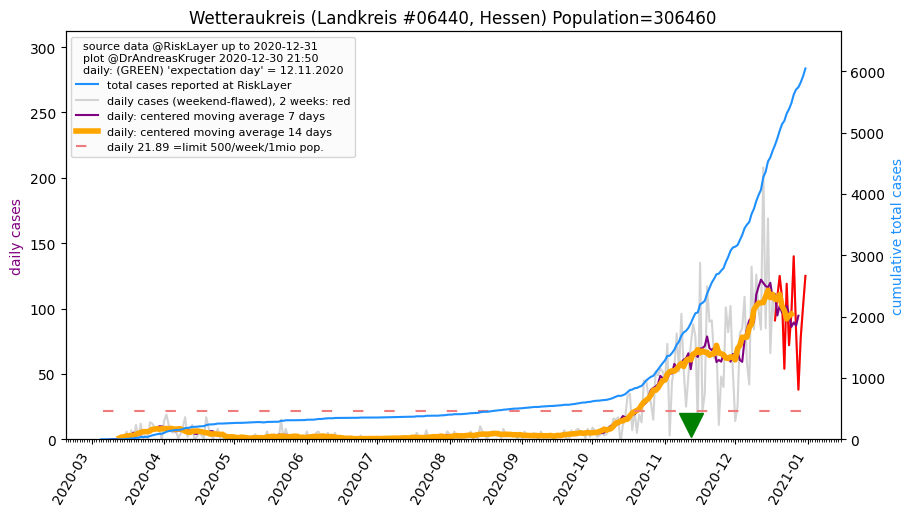 Wetteraukreis (Landkreis #06440, Hessen) Population=306460
source data @RiskLayer up to 2020-12-31
plot @DrAndreasKruger 2020-12-30 21:50
daily: (GREEN) 'expectation day' = 12.11.2020
total cases reported at RiskLayer
daily cases (weekend-flawed), 2 weeks: red
daily: centered moving average 7 days
daily: centered moving average 14 days
daily 21.89 =limit 500/week/1mio pop.
daily cases
300
250
200
150
100
50
0
cumulative total cases
6000
5000
4000
3000
2000
1000
0
2020-03
2020-04
2020-05
2020-06
2020-07
2020-08
2020-09
2020-10
2020-11
2020-12
2021-01